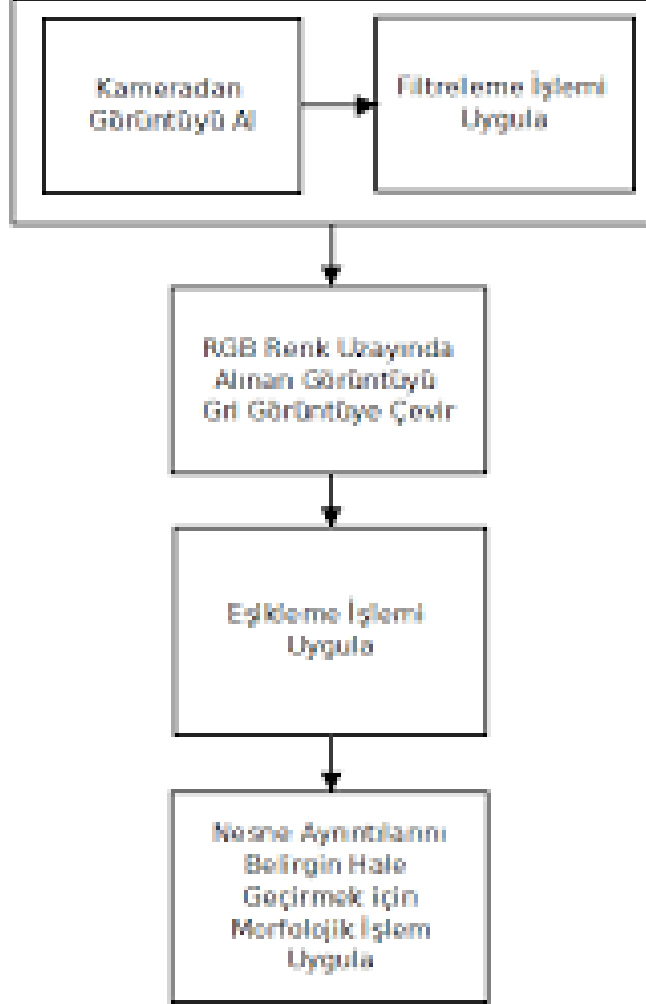 Kameradan
Görüntüyü Al
Filtreleme İşlemi
Uygula
RGB Renk Uzayında
Alınan Görüntüyü
Gri Görüntüye Çevir
Eşikleme İşlemi
Uygula
Nesne Ayrıntılarını
Belirgin Hale
Geçirmek için
Morfolojik İşlem
Uygula